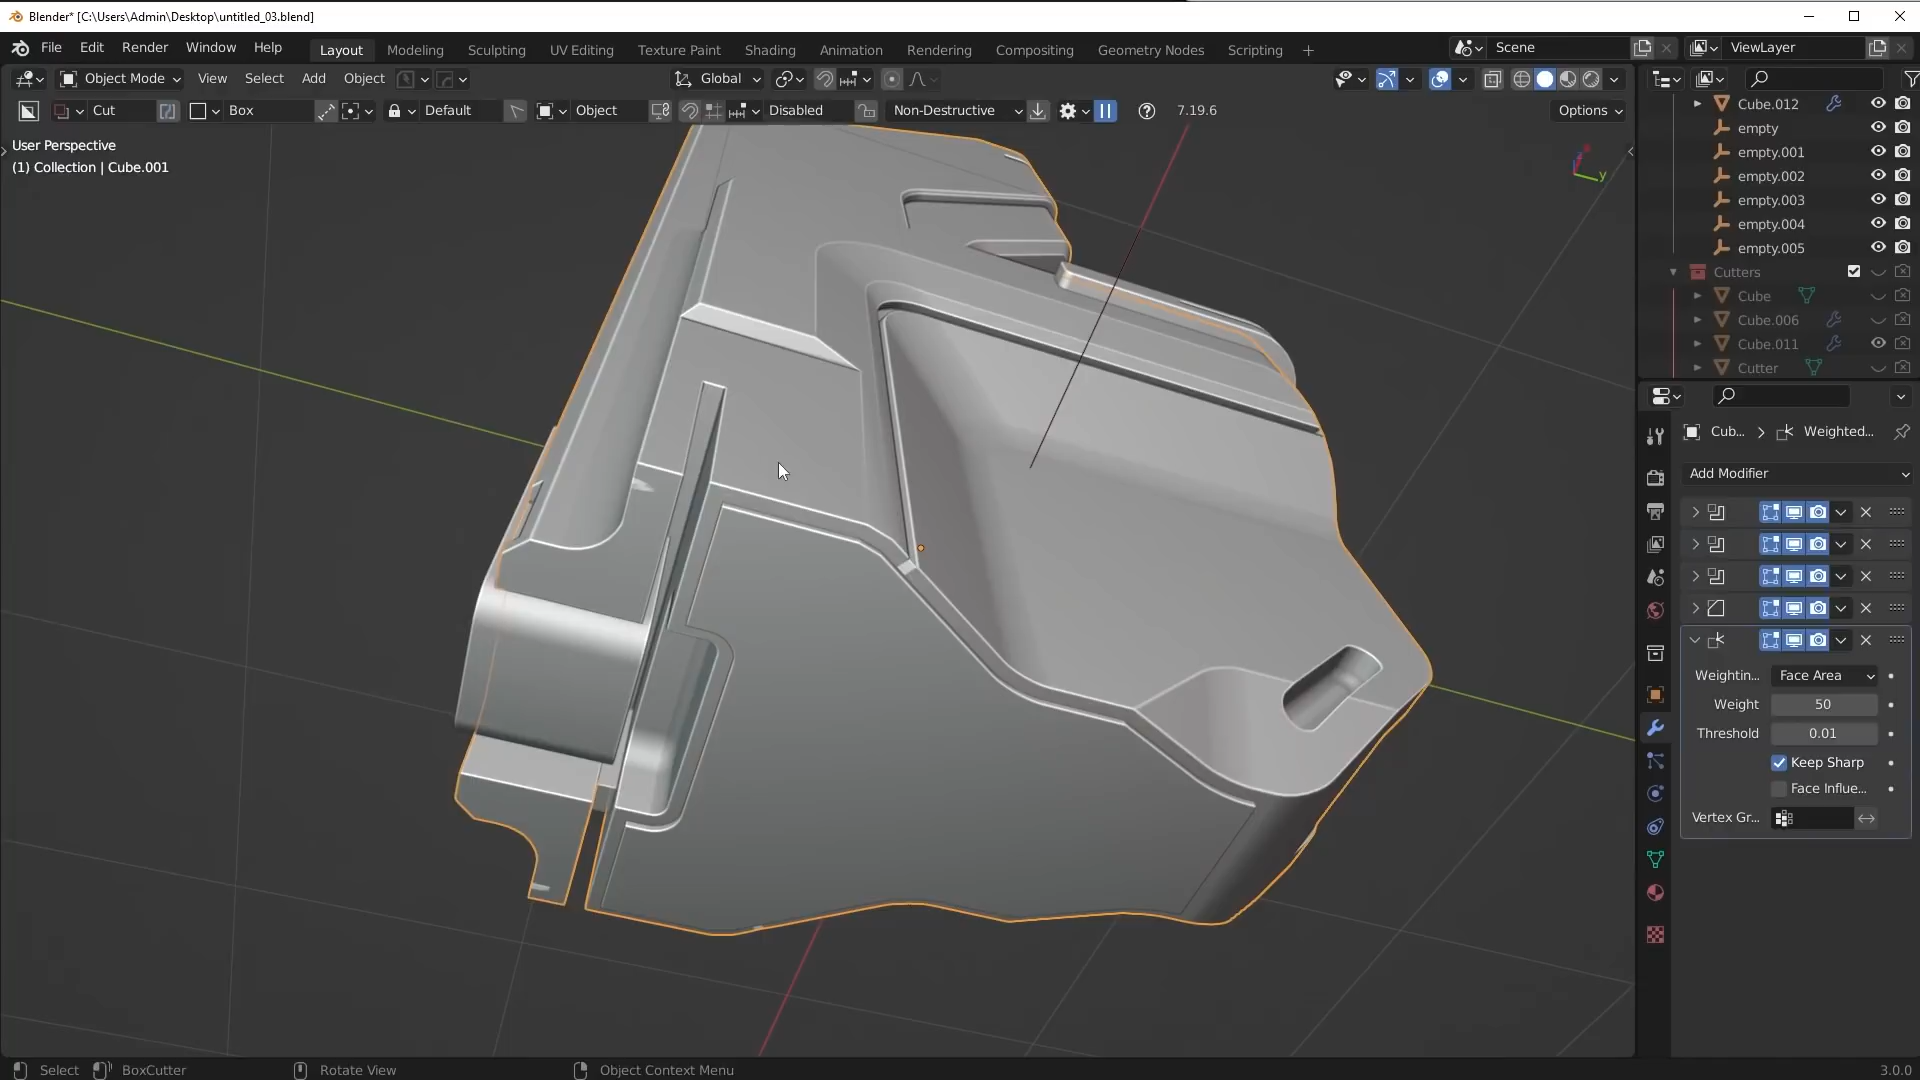 Blender* [C:\Users\Admin\Desktop\untitled_03.blend]
File Edit Render Window Help
Layout Modeling Sculpting UV Editing Texture Paint Shading Animation Rendering Compositing Geometry Nodes Scripting +
Scene
ViewLayer
Object Mode View Select Add Object
Global
Cut Box Default Object Disabled Non-Destructive 7.19.6
Options
User Perspective
(1) Collection | Cube.001
Y
Cube.012
empty
empty.001
empty.002
empty.003
empty.004
empty.005
Cutters
Cube
Cube.006
Cube.011
Cutter
Cub... > Weighted...
Add Modifier
Weightin... Face Area
Weight 50
Threshold 0.01
Keep Sharp
Face Influe...
Vertex Gr...
Select BoxCutter Rotate View Object Context Menu
3.0.0